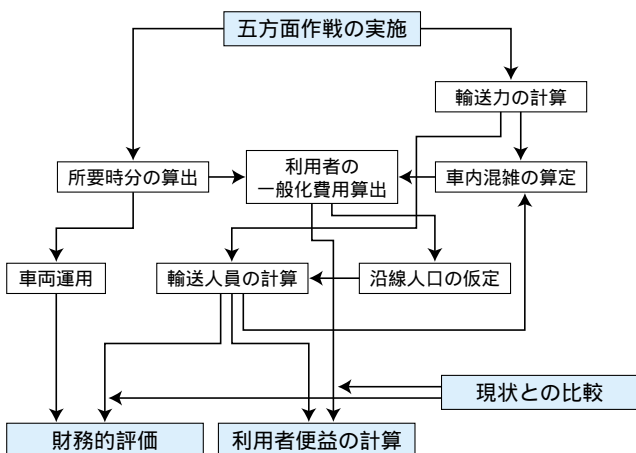 五方面作戦の実施
輸送力の計算
所要時分の算出
利用者の
一般化費用算出
車内混雑の算定
車両運用
輸送人員の計算
沿線人口の仮定
現状との比較
財務的評価
利用者便益の計算